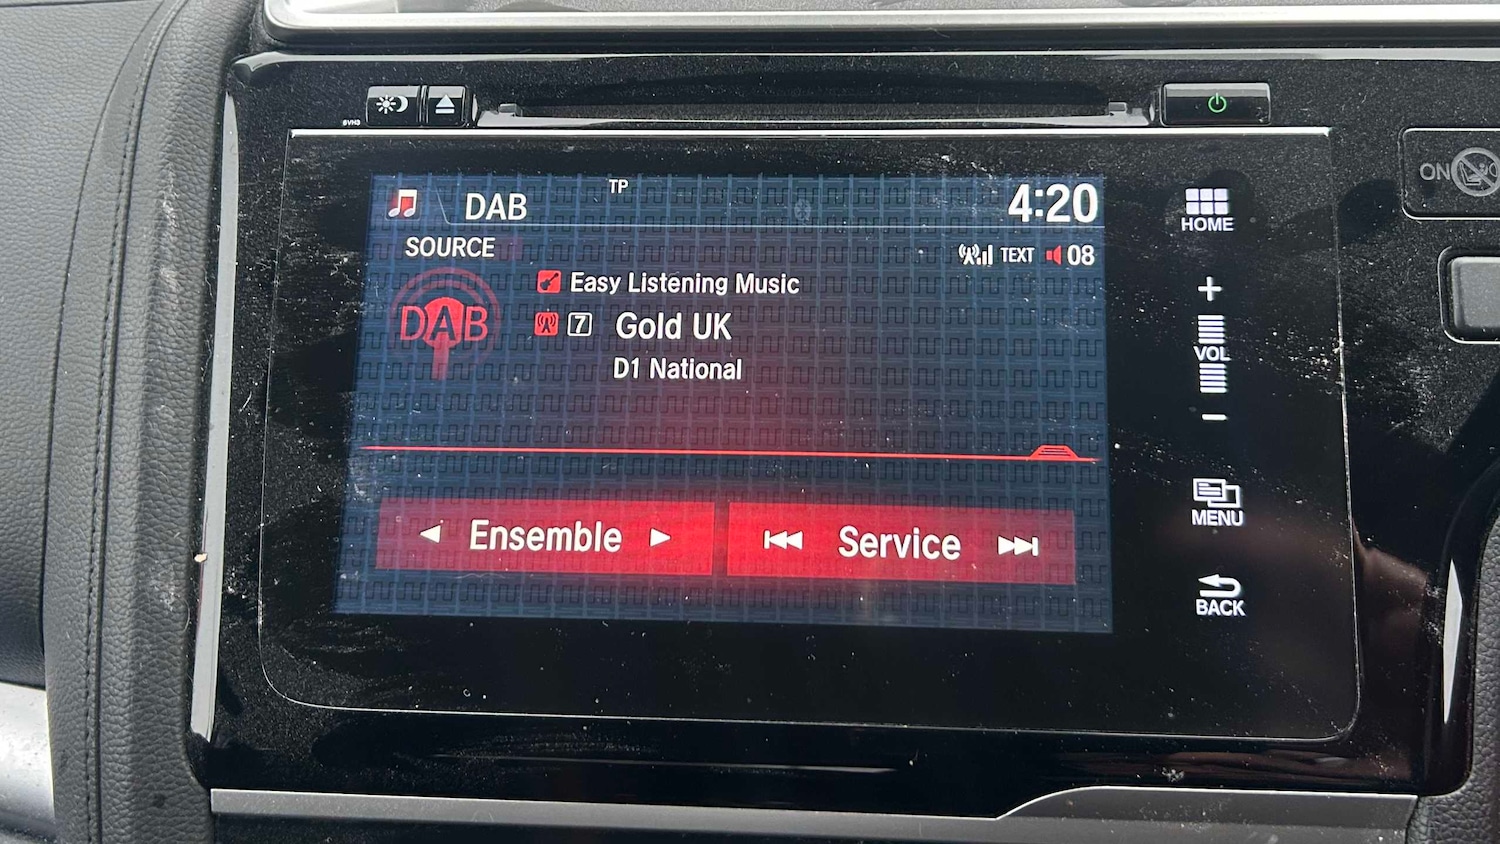 6VH3
DAB
TP
4:20
SOURCE
TEXT 08
Easy Listening Music
DAB
7 Gold UK
D1 National
Ensemble
Service
HOME
+
VOL
-
MENU
BACK
ON